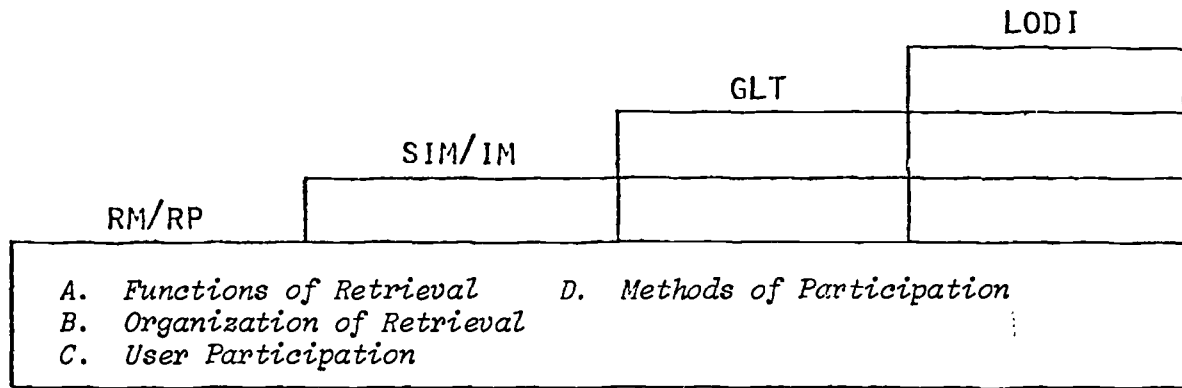 LODI
GLT
SIM/IM
RM/RP
A. Functions of Retrieval D. Methods of Participation
B. Organization of Retrieval
C. User Participation